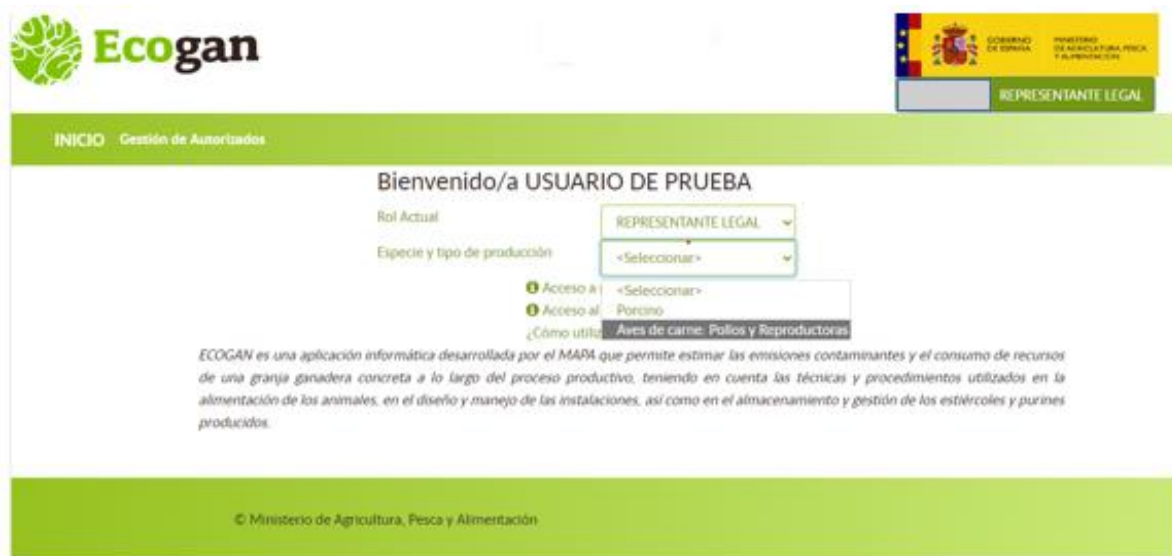 Ecogan
GOBIERNO DE ESPAÑA
MINISTERIO DE AGRICULTURA, PESCA Y ALIMENTACIÓN
REPRESENTANTE LEGAL
INICIO Gestión de Autorizados
Bienvenido/a USUARIO DE PRUEBA
Rol Actual REPRESENTANTE LEGAL
Especie y tipo de producción <Seleccionar>
Acceso a <Seleccionar>
Acceso al Porcino
¿Cómo utiliz Aves de carne: Pollos y Reproductoras
ECOGAN es una aplicación informática desarrollada por el MAPA que permite estimar las emisiones contaminantes y el consumo de recursos
de una granja ganadera concreta a lo largo del proceso productivo, teniendo en cuenta las técnicas y procedimientos utilizados en la
alimentación de los animales, en el diseño y manejo de las instalaciones, así como en el almacenamiento y gestión de los estiércoles y purines
producidos.
© Ministerio de Agricultura, Pesca y Alimentación